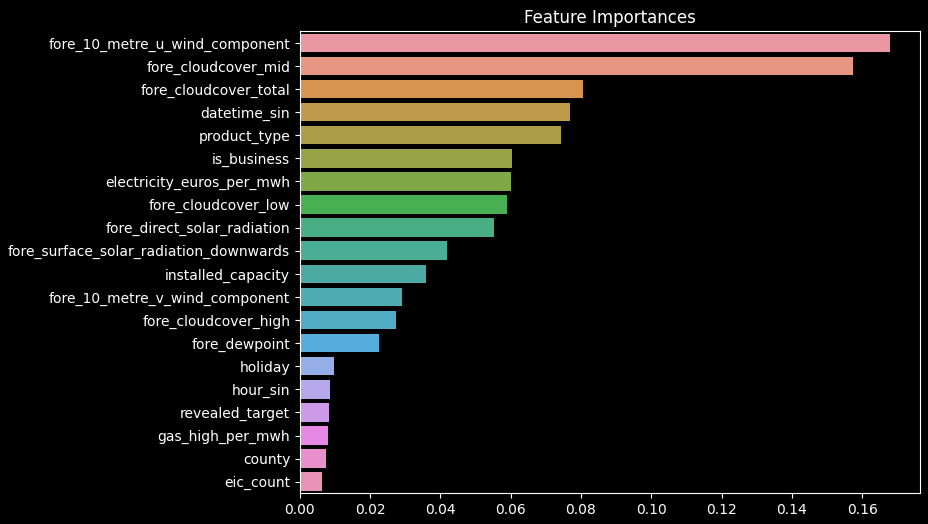 Feature Importances
fore_10_metre_u_wind_component
fore_cloudcover_mid
fore_cloudcover_total
datetime_sin
product_type
is_business
electricity_euros_per_mwh
fore_cloudcover_low
fore_direct_solar_radiation
fore_surface_solar_radiation_downwards
installed_capacity
fore_10_metre_v_wind_component
fore_cloudcover_high
fore_dewpoint
holiday
hour_sin
revealed_target
gas_high_per_mwh
county
eic_count
0.00 0.02 0.04 0.06 0.08 0.10 0.12 0.14 0.16